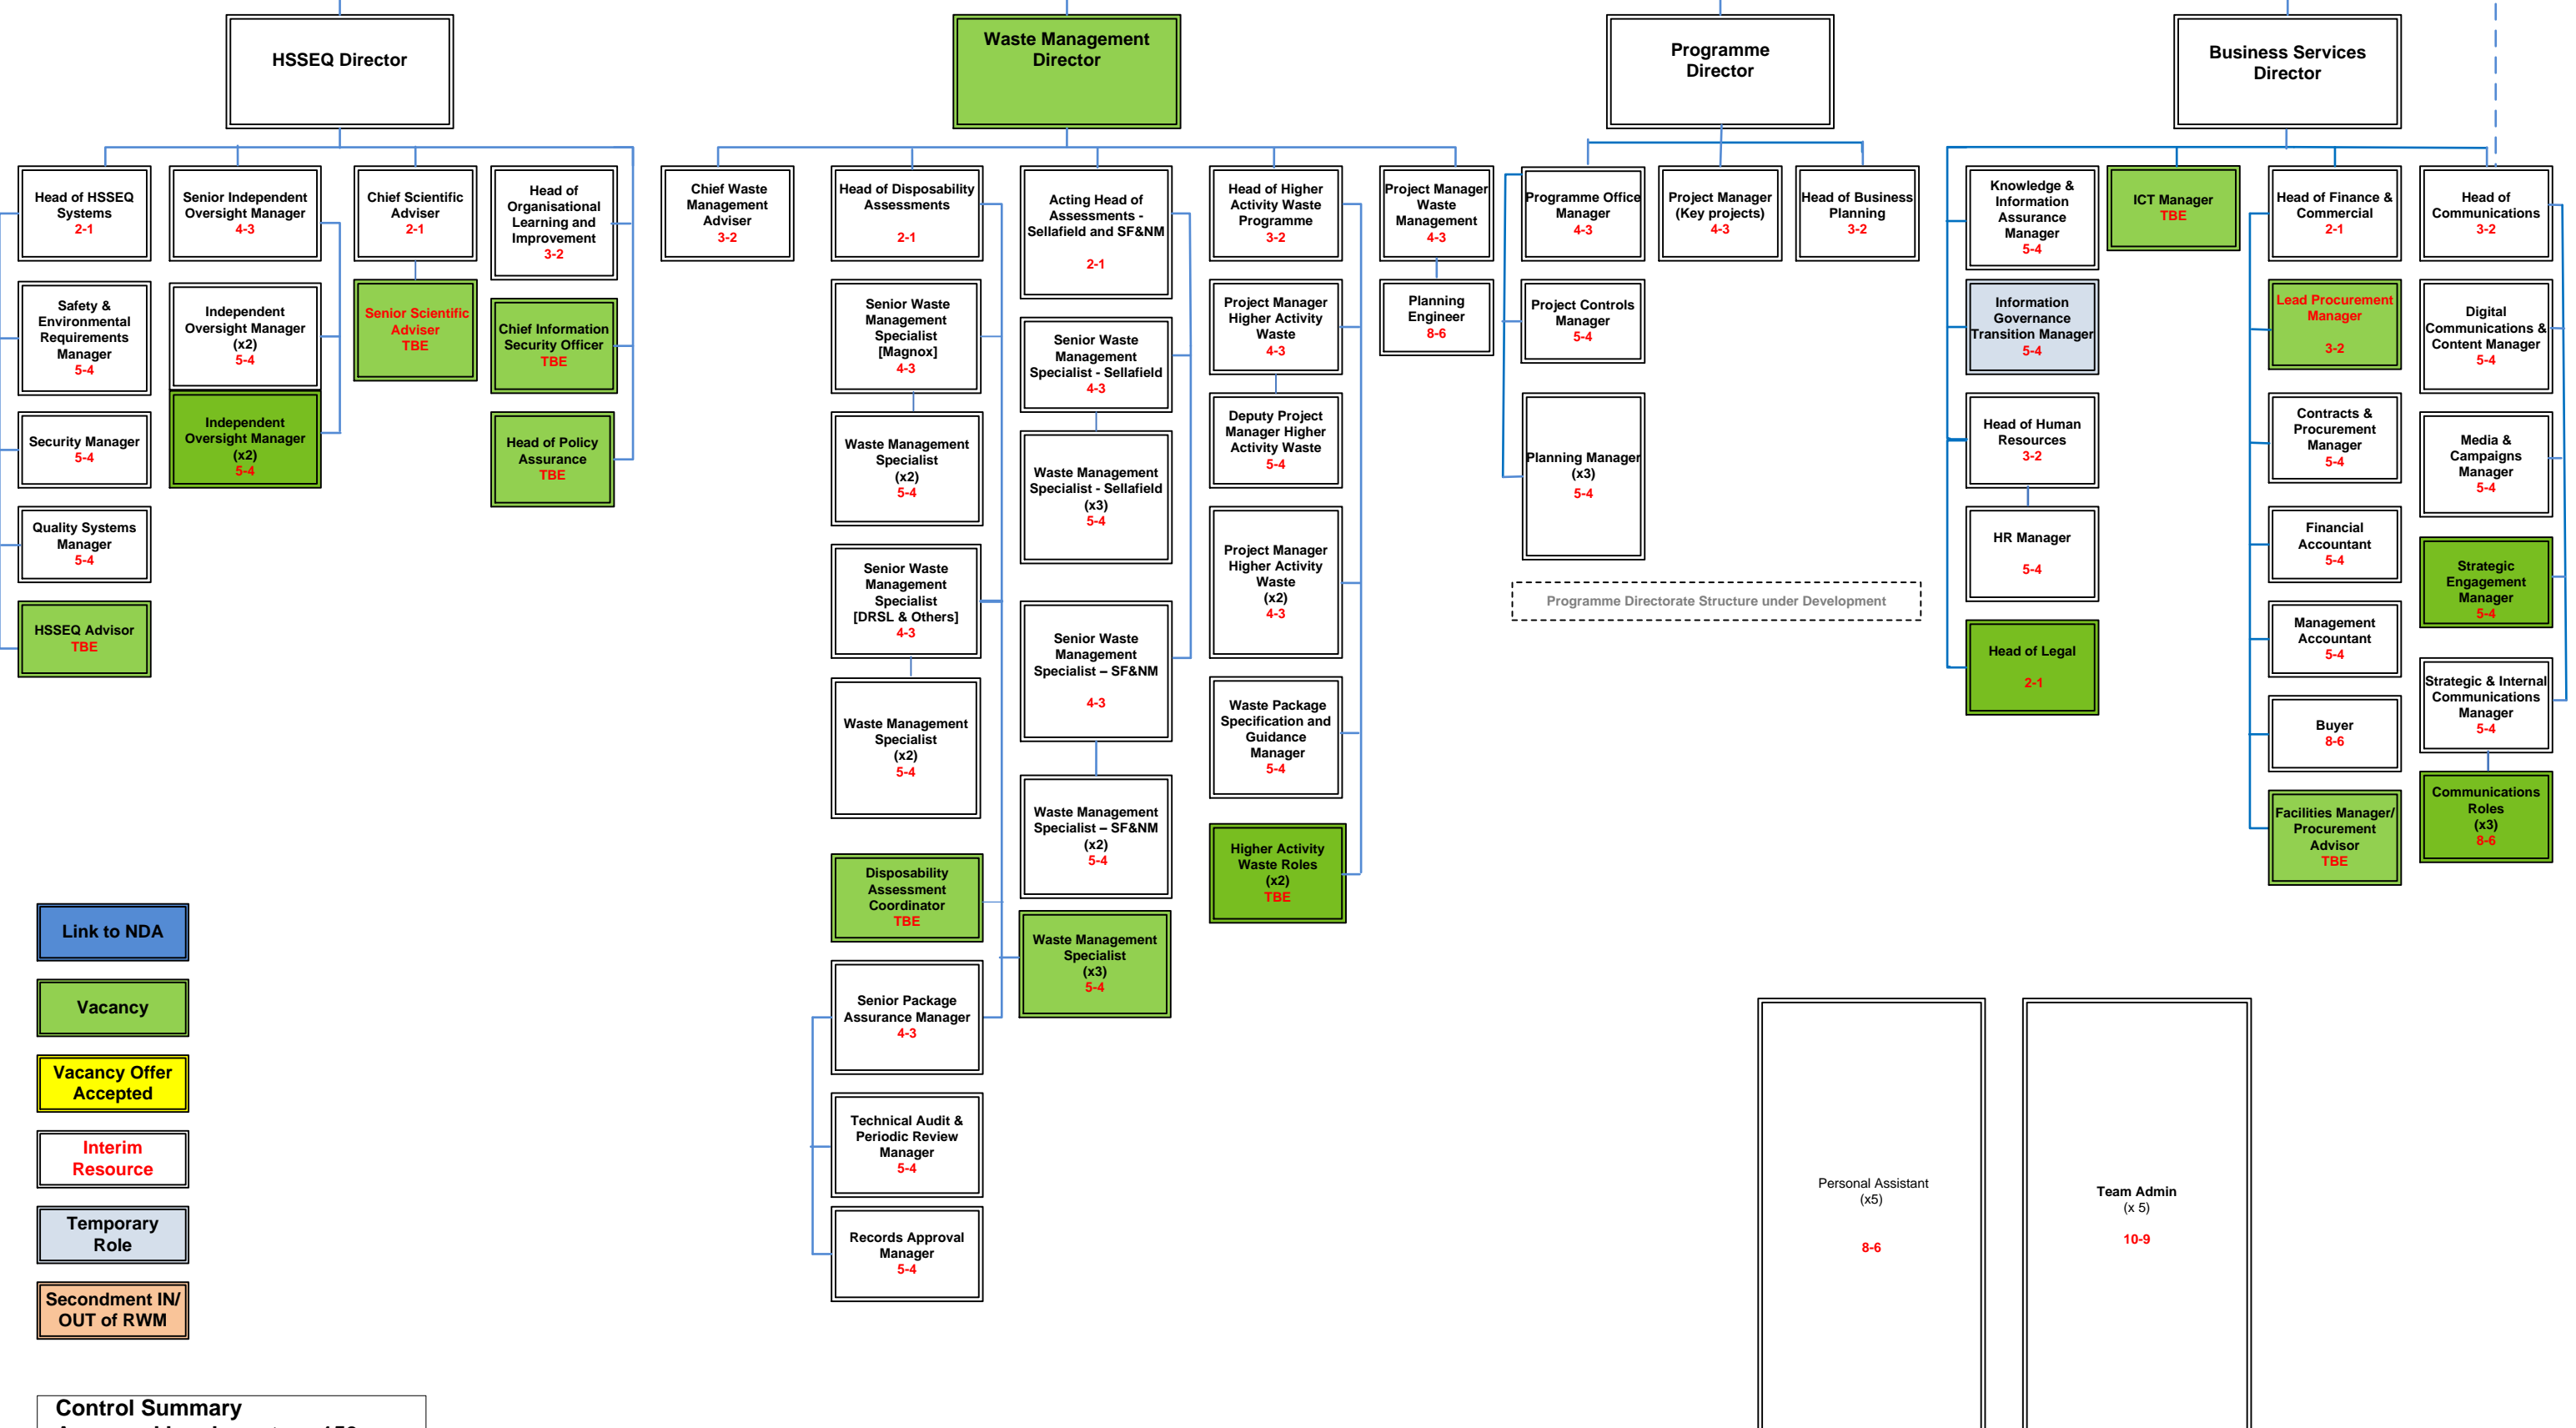 HSSEQ Director
Head of HSSEQ
Systems
2-1
Safety &
Environmental
Requirements
Manager
5-4
Security Manager
5-4
Quality Systems
Manager
5-4
HSSEQ Advisor
TBE
Senior Independent
Oversight Manager
4-3
Independent
Oversight Manager
(x2)
5-4
Independent
Oversight Manager
(x2)
5-4
Chief Scientific
Adviser
2-1
Senior Scientific
Adviser
TBE
Head of
Organisational
Learning and
Improvement
3-2
Chief Information
Security Officer
TBE
Head of Policy
Assurance
TBE
Waste Management
Director
Chief Waste
Management
Adviser
3-2
Head of Disposability
Assessments
2-1
Senior Waste
Management
Specialist
[Magnox]
4-3
Waste Management
Specialist
(x2)
5-4
Senior Waste
Management
Specialist
[DRSL & Others]
4-3
Waste Management
Specialist
(x2)
5-4
Disposability
Assessment
Coordinator
TBE
Senior Package
Assurance Manager
4-3
Technical Audit &
Periodic Review
Manager
5-4
Records Approval
Manager
5-4
Acting Head of
Assessments -
Sellafield and SF&NM
2-1
Senior Waste
Management
Specialist - Sellafield
4-3
Waste Management
Specialist - Sellafield
(x3)
5-4
Senior Waste
Management
Specialist – SF&NM
4-3
Waste Management
Specialist – SF&NM
(x2)
5-4
Waste Management
Specialist
(x3)
5-4
Head of Higher
Activity Waste
Programme
3-2
Project Manager
Higher Activity
Waste
4-3
Deputy Project
Manager Higher
Activity Waste
5-4
Project Manager
Higher Activity
Waste
(x2)
4-3
Waste Package
Specification and
Guidance
Manager
5-4
Higher Activity
Waste Roles
(x2)
TBE
Project Manager
Waste
Management
4-3
Planning
Engineer
8-6
Programme
Director
Programme Office
Manager
4-3
Project Controls
Manager
5-4
Planning Manager
(x3)
5-4
Project Manager
(Key projects)
4-3
Head of Business
Planning
3-2
Programme Directorate Structure under Development
Business Services
Director
Knowledge &
Information
Assurance
Manager
5-4
Information
Governance
Transition Manager
5-4
Head of Human
Resources
3-2
HR Manager
5-4
Head of Legal
2-1
ICT Manager
TBE
Head of Finance &
Commercial
2-1
Lead Procurement
Manager
3-2
Contracts &
Procurement
Manager
5-4
Financial
Accountant
5-4
Management
Accountant
5-4
Buyer
8-6
Facilities Manager/
Procurement
Advisor
TBE
Head of
Communications
3-2
Digital
Communications &
Content Manager
5-4
Media &
Campaigns
Manager
5-4
Strategic
Engagement
Manager
5-4
Strategic & Internal
Communications
Manager
5-4
Communications
Roles
(x3)
8-6
Link to NDA
Vacancy
Vacancy Offer
Accepted
Interim
Resource
Temporary
Role
Secondment IN/
OUT of RWM
Personal Assistant
(x5)
8-6
Team Admin
(x 5)
10-9
Control Summary